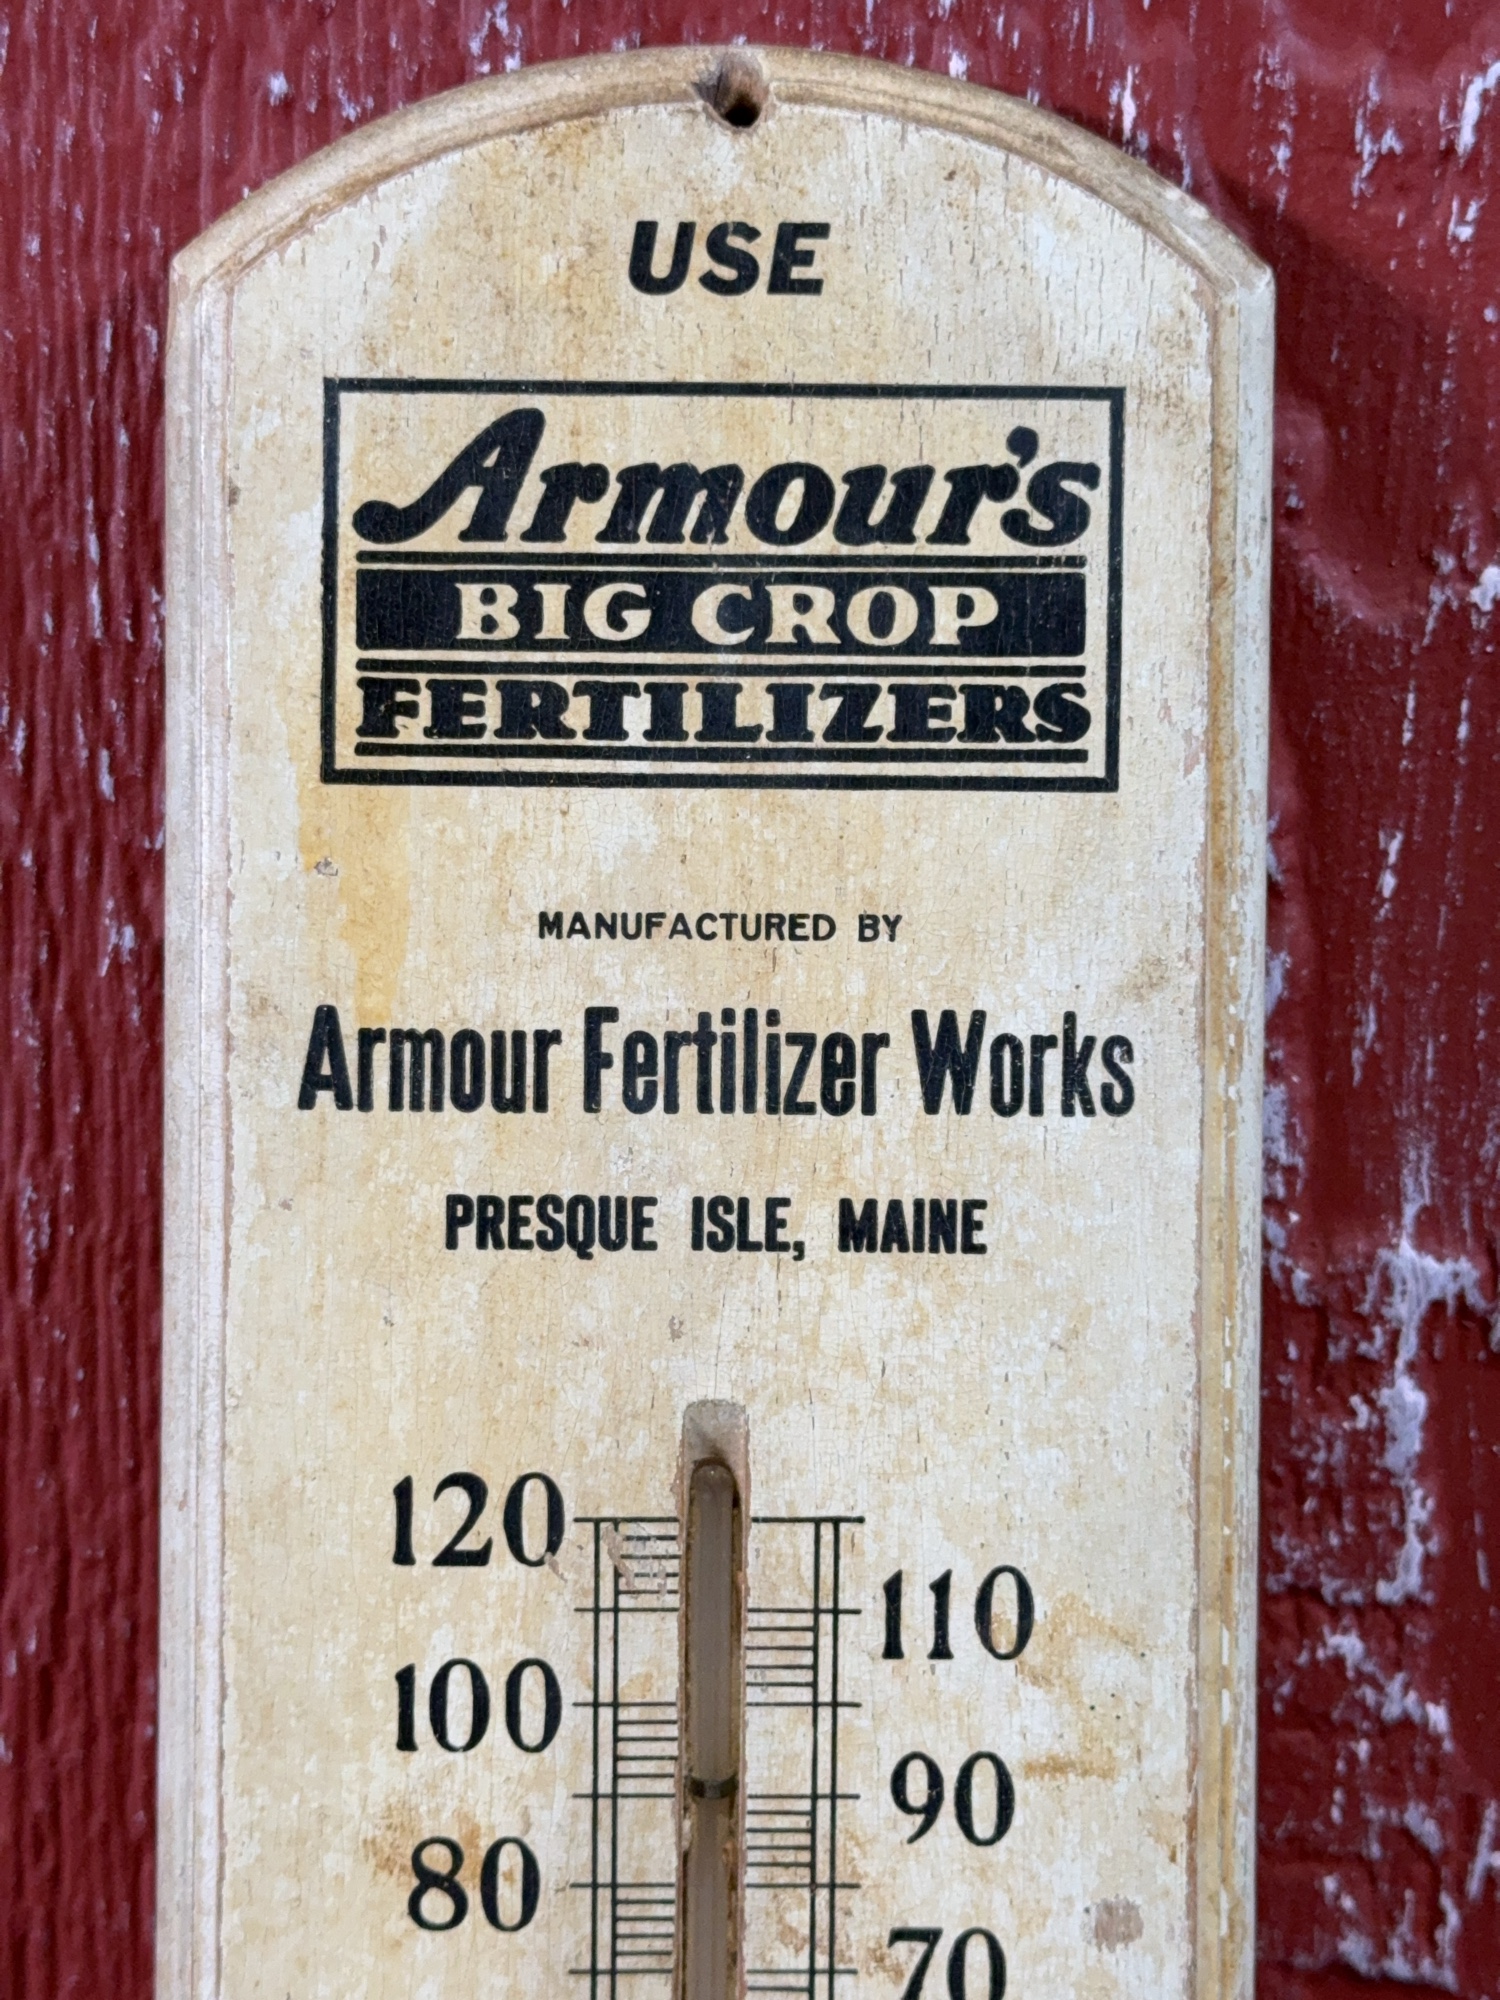 USE
Armour's
BIG CROP
FERTILIZERS
MANUFACTURED BY
Armour Fertilizer Works
PRESQUE ISLE, MAINE
120
110
100
90
80
70